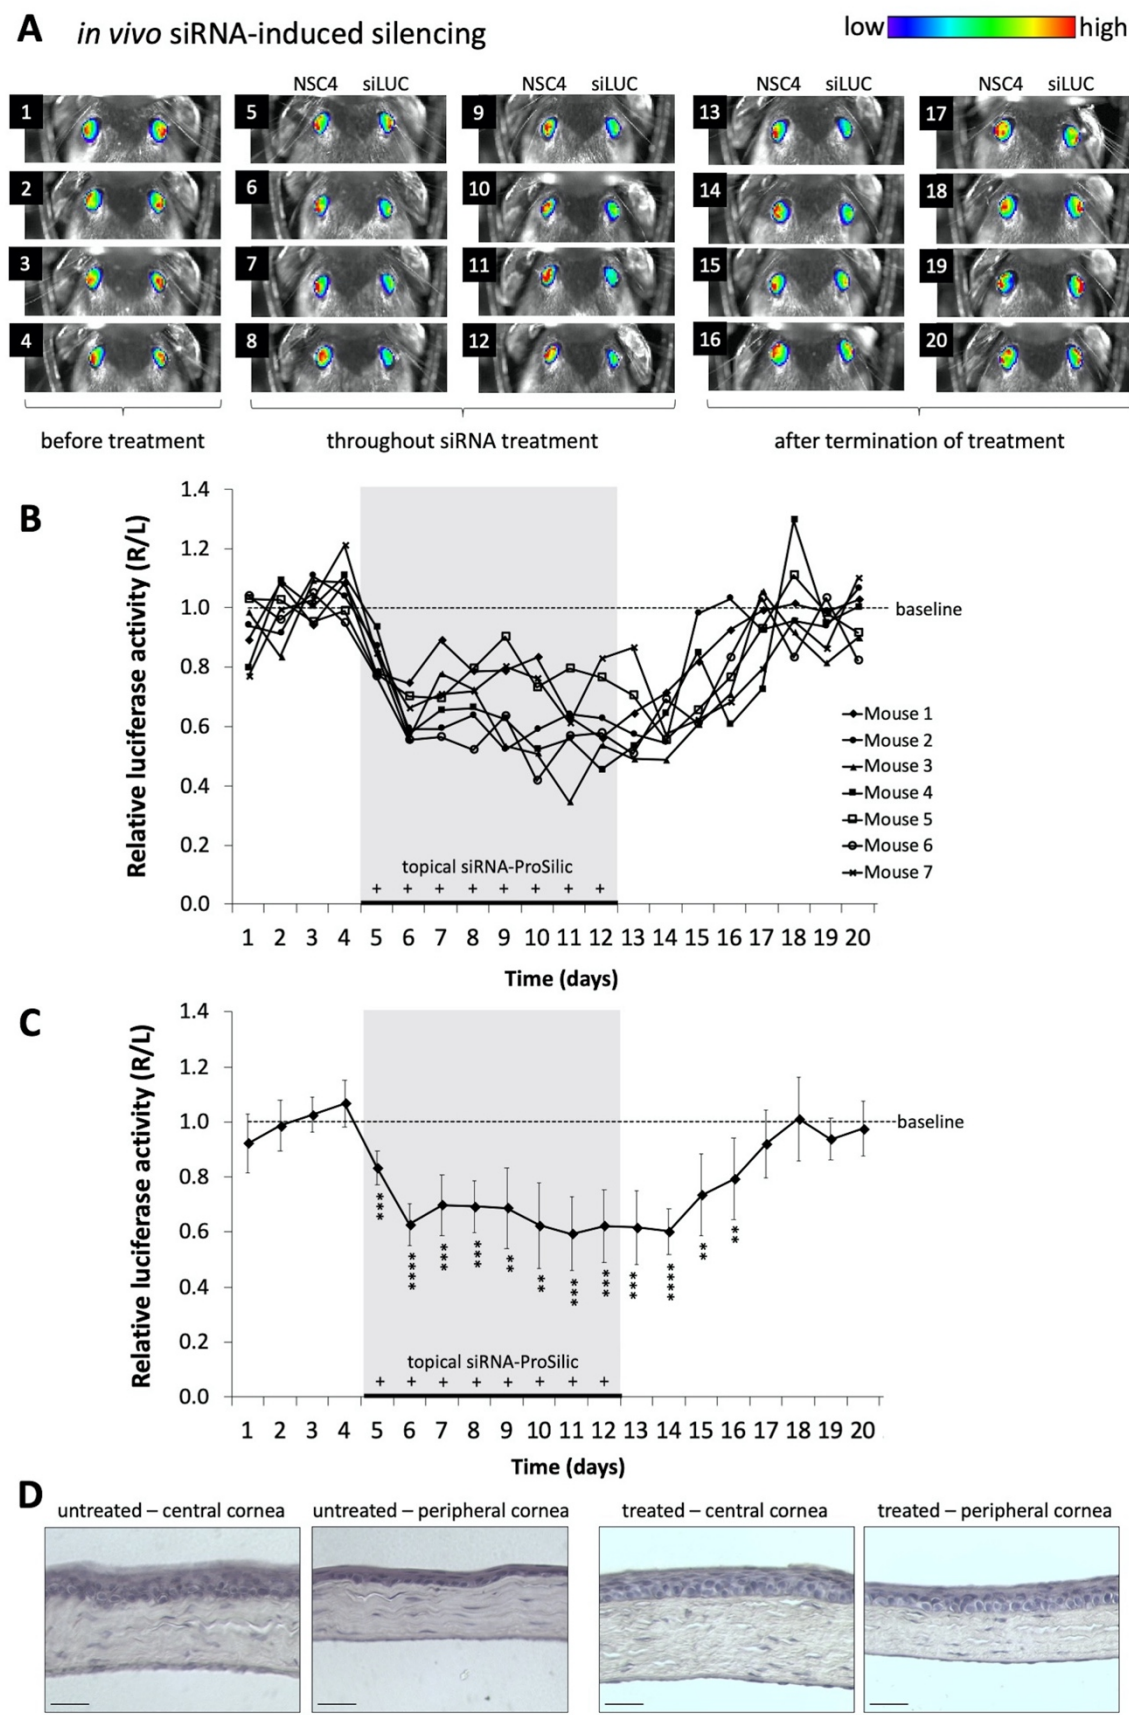 A in vivo siRNA-induced silencing
low high
NSC4 siLUC NSC4 siLUC NSC4 siLUC NSC4 siLUC
1 5 9 13 17
2 6 10 14 18
3 7 11 15 19
4 8 12 16 20
before treatment throughout siRNA treatment after termination of treatment
B
Relative luciferase activity (R/L)
1.4
1.2
1.0
0.8
0.6
0.4
0.2
0.0
baseline
Mouse 1
Mouse 2
Mouse 3
Mouse 4
Mouse 5
Mouse 6
Mouse 7
topical siRNA-ProSilic
+ + + + + + + +
1 2 3 4 5 6 7 8 9 10 11 12 13 14 15 16 17 18 19 20
Time (days)
C
Relative luciferase activity (R/L)
1.4
1.2
1.0
0.8
0.6
0.4
0.2
0.0
baseline
*** **** *** *** ** ** *** *** *** **** ** **
topical siRNA-ProSilic
+ + + + + + + +
1 2 3 4 5 6 7 8 9 10 11 12 13 14 15 16 17 18 19 20
Time (days)
D
untreated – central cornea untreated – peripheral cornea treated – central cornea treated – peripheral cornea